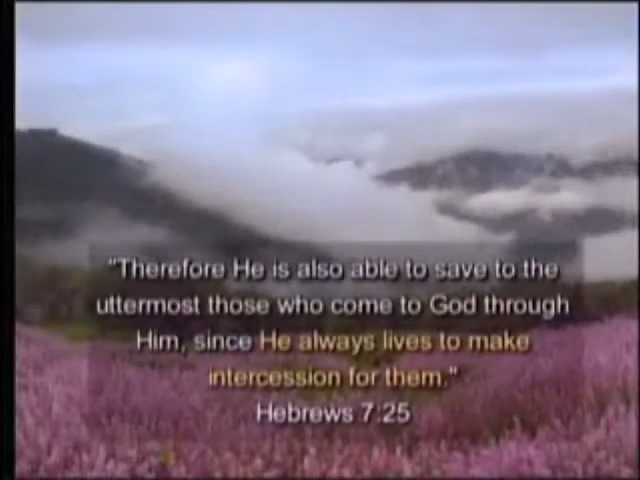 "Therefore He is also able to save to the
uttermost those who come to God through
Him, since He always lives to make
intercession for them."
Hebrews 7:25